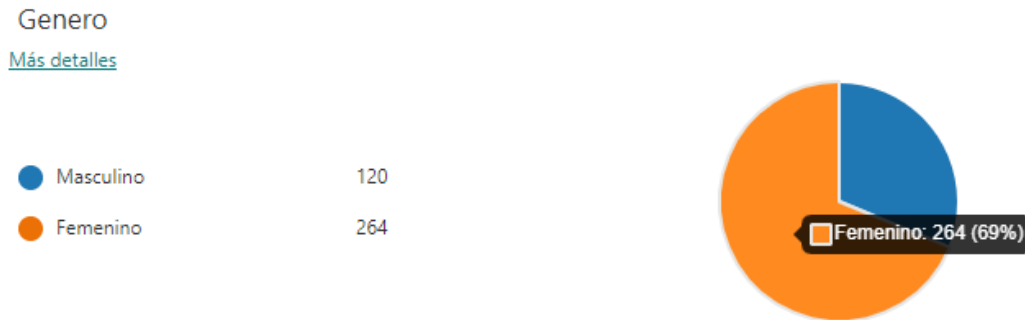 Genero
Más detalles
Masculino 120
Femenino 264
Femenino: 264 (69%)